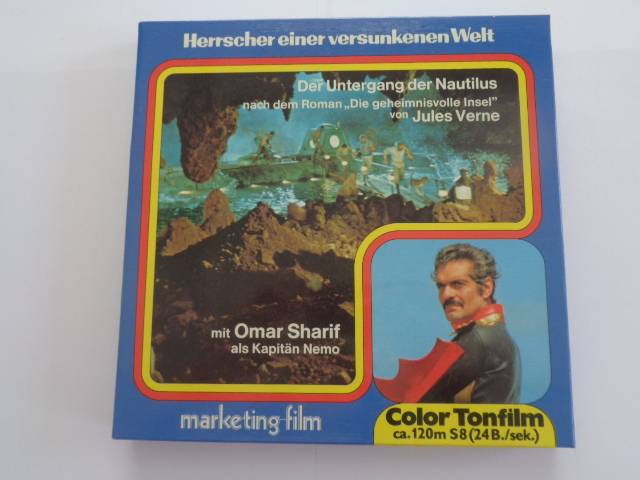 Herrscher einer versunkenen Welt
Der Untergang der Nautilus
nach dem Roman „Die geheimnisvolle Insel”
von Jules Verne
mit Omar Sharif
als Kapitän Nemo
marketing-film
Color Tonfilm
ca. 120m S8 (24 B./sek.)